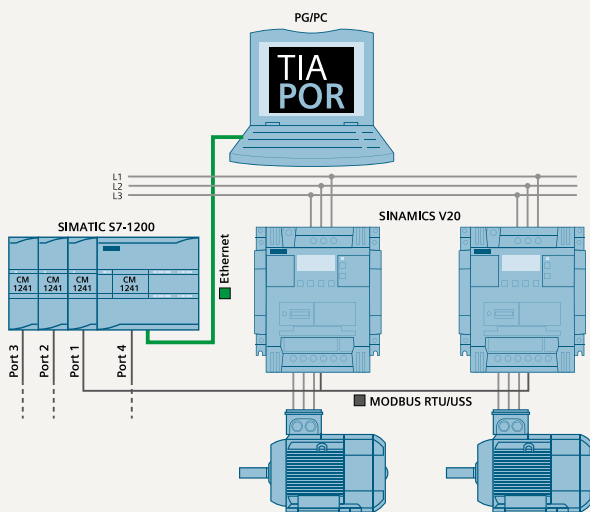 PG/PC
TIA
POR
L1
L2
L3
SIMATIC S7-1200
SINAMICS V20
CM
1241
CM
1241
CM
1241
CM
1241
Ethernet
Port 3
Port 2
Port 1
Port 4
MODBUS RTU/USS